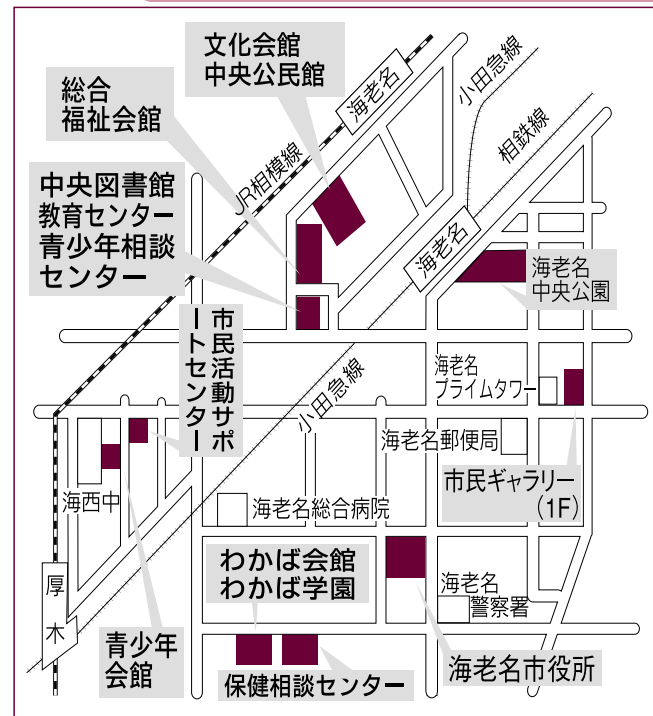 文化会館
中央公民館
総合
福祉会館
海老名
小田急線
相鉄線
JR相模線
中央図書館
教育センター
青少年相談
センター
海老名
海老名
中央公園
市民活動サポ
ートセンター
小田急線
海老名
プライムタワー
海老名郵便局
市民ギャラリー
(1F)
海西中
海老名総合病院
わかば会館
わかば学園
海老名
警察署
厚木
青少年
会館
保健相談センター
海老名市役所